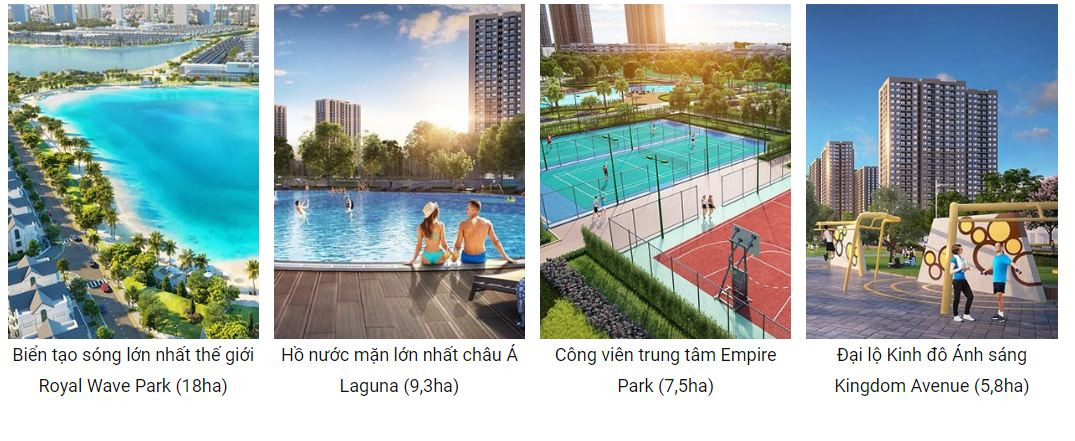 Biển tạo sóng lớn nhất thế giới
Royal Wave Park (18ha)
Hồ nước mặn lớn nhất châu Á
Laguna (9,3ha)
Công viên trung tâm Empire
Park (7,5ha)
Đại lộ Kinh đô Ánh sáng
Kingdom Avenue (5,8ha)